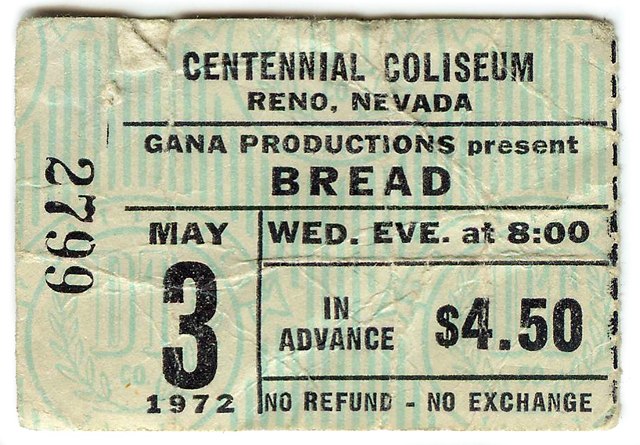 CENTENNIAL COLISEUM
RENO, NEVADA
GANA PRODUCTIONS present
BREAD
2799
MAY
3
1972
WED. EVE. at 8:00
IN
ADVANCE
$4.50
NO REFUND - NO EXCHANGE